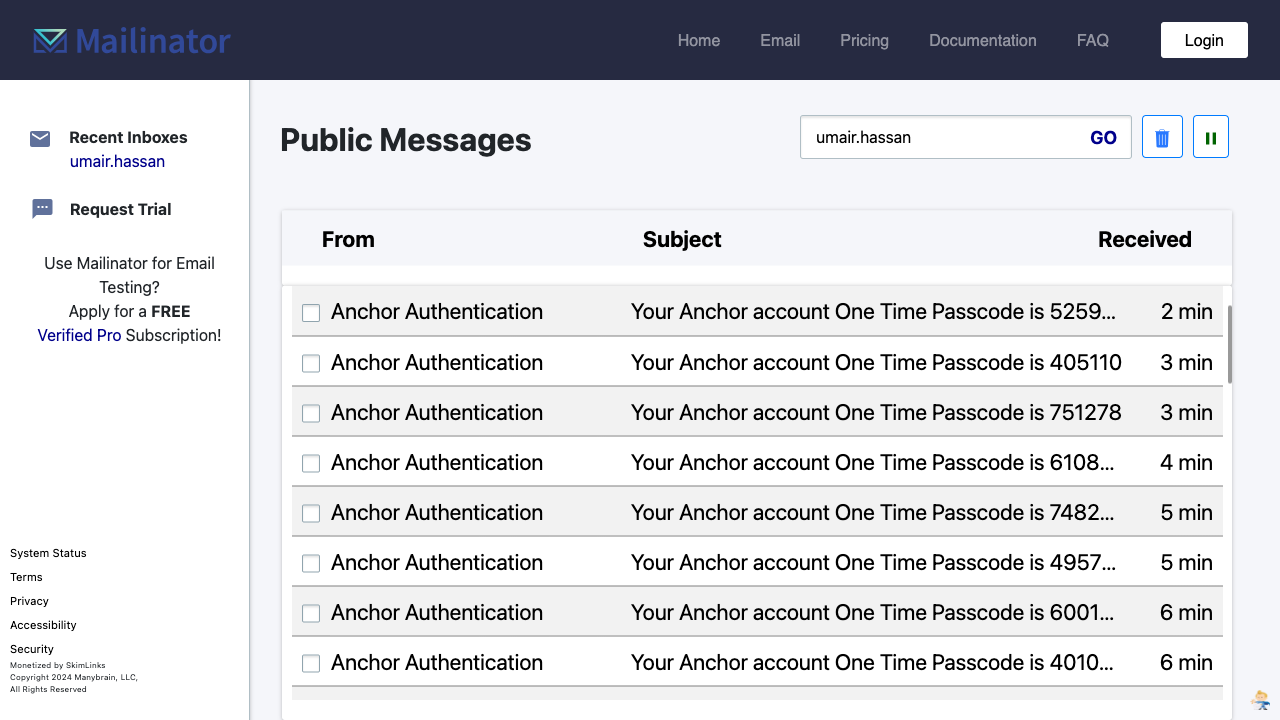 Mailinator
Home Email Pricing Documentation FAQ Login
Recent Inboxes
umair.hassan
Request Trial
Use Mailinator for Email
Testing?
Apply for a FREE
Verified Pro Subscription!
System Status
Terms
Privacy
Accessibility
Security
Monetized by SkimLinks
Copyright 2024 Manybrain, LLC,
All Rights Reserved
Public Messages
umair.hassan GO
From Subject Received
Anchor Authentication Your Anchor account One Time Passcode is 5259... 2 min
Anchor Authentication Your Anchor account One Time Passcode is 405110 3 min
Anchor Authentication Your Anchor account One Time Passcode is 751278 3 min
Anchor Authentication Your Anchor account One Time Passcode is 6108... 4 min
Anchor Authentication Your Anchor account One Time Passcode is 7482... 5 min
Anchor Authentication Your Anchor account One Time Passcode is 4957... 5 min
Anchor Authentication Your Anchor account One Time Passcode is 6001... 6 min
Anchor Authentication Your Anchor account One Time Passcode is 4010... 6 min